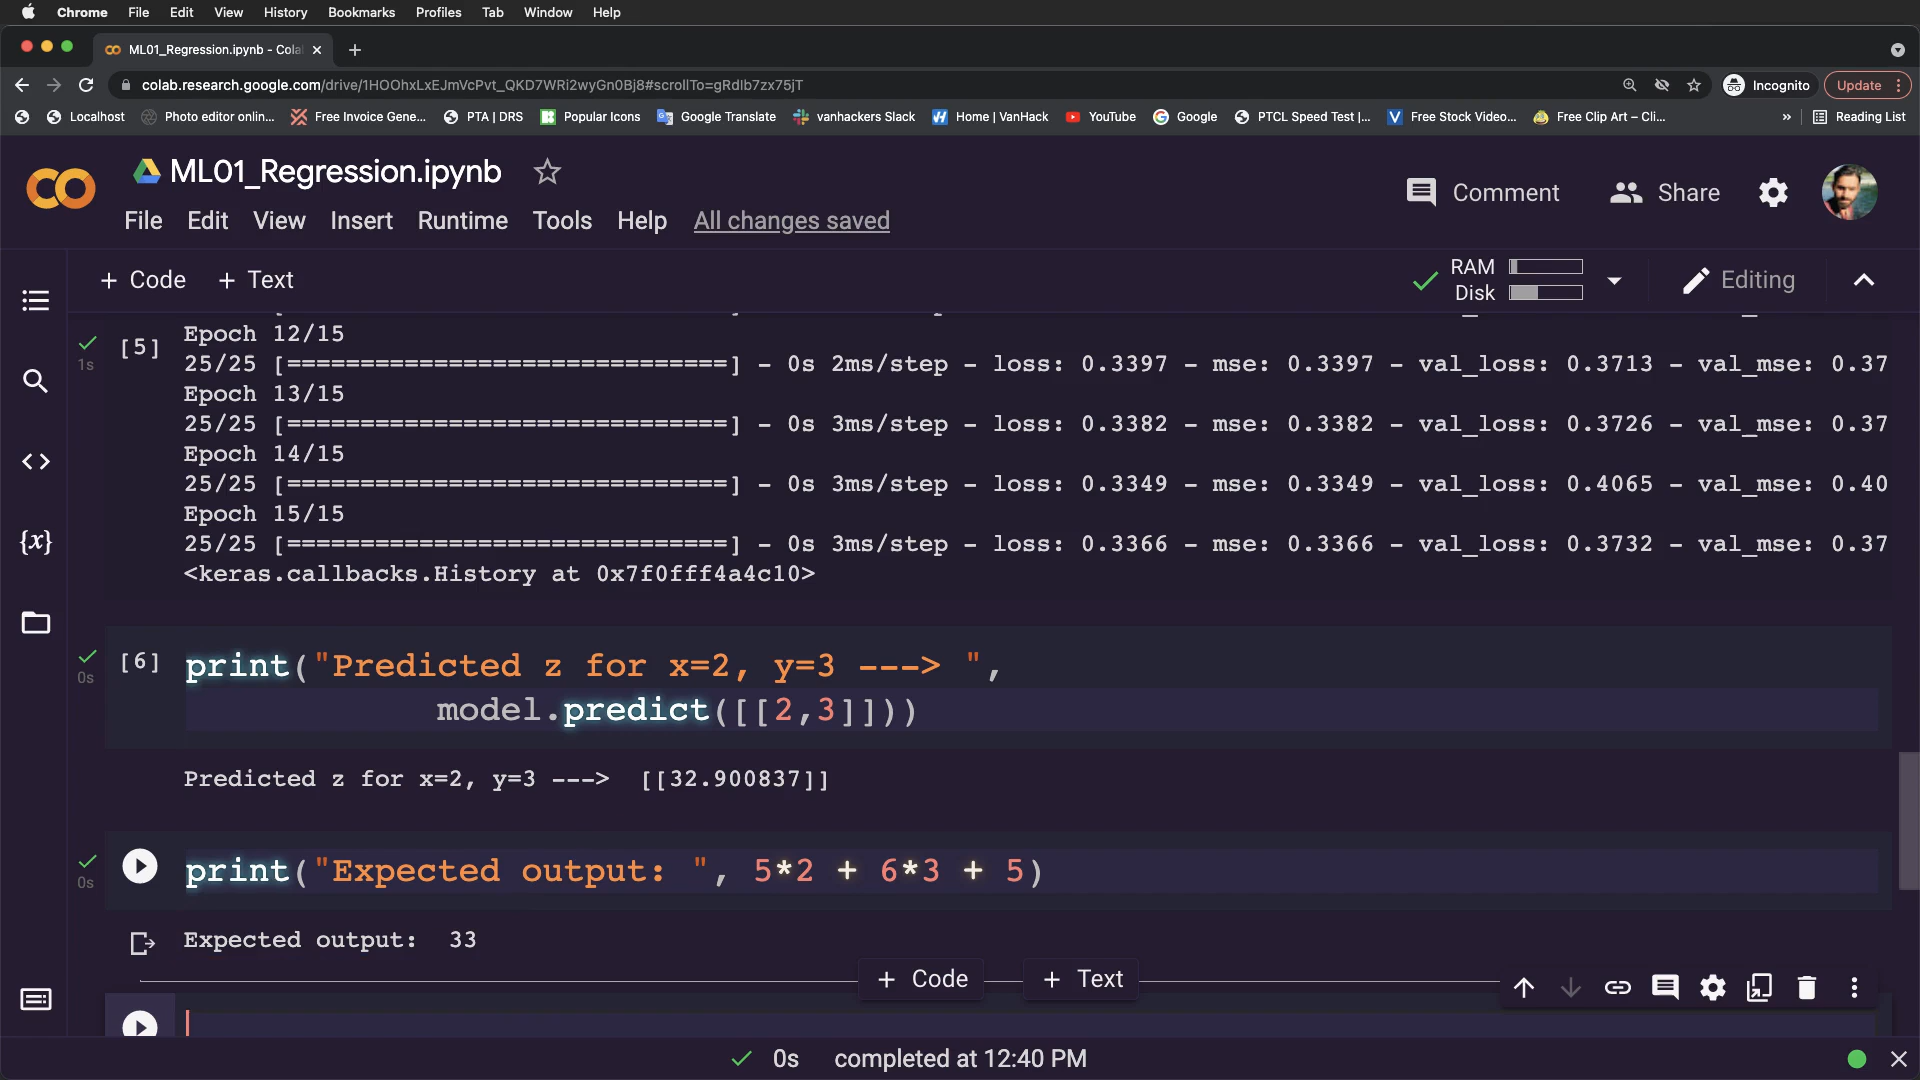 Chrome File Edit View History Bookmarks Profiles Tab Window Help
ML01_Regression.ipynb - Cola
colab.research.google.com/drive/1HOOhxLxEJmVcPvt_QKD7WRi2wyGn0Bj8#scrollTo=gRdIb7zx75jT Incognito Update
Localhost Photo editor onlin... Free Invoice Gene... PTA | DRS Popular Icons Google Translate vanhackers Slack Home | VanHack YouTube Google PTCL Speed Test |... Free Stock Video... Free Clip Art – Cli... » Reading List
ML01_Regression.ipynb
Comment Share
File Edit View Insert Runtime Tools Help All changes saved
+ Code + Text RAM Disk Editing
Epoch 12/15
[5]
1s
25/25 [==============================] - 0s 2ms/step - loss: 0.3397 - mse: 0.3397 - val_loss: 0.3713 - val_mse: 0.37
Epoch 13/15
25/25 [==============================] - 0s 3ms/step - loss: 0.3382 - mse: 0.3382 - val_loss: 0.3726 - val_mse: 0.37
Epoch 14/15
25/25 [==============================] - 0s 3ms/step - loss: 0.3349 - mse: 0.3349 - val_loss: 0.4065 - val_mse: 0.40
Epoch 15/15
25/25 [==============================] - 0s 3ms/step - loss: 0.3366 - mse: 0.3366 - val_loss: 0.3732 - val_mse: 0.37
<keras.callbacks.History at 0x7f0fff4a4c10>
[6] print("Predicted z for x=2, y=3 ---> ",
0s
model.predict([[2,3]]))
Predicted z for x=2, y=3 --->  [[32.900837]]
print("Expected output: ", 5*2 + 6*3 + 5)
0s
Expected output:  33
+ Code + Text
0s completed at 12:40 PM